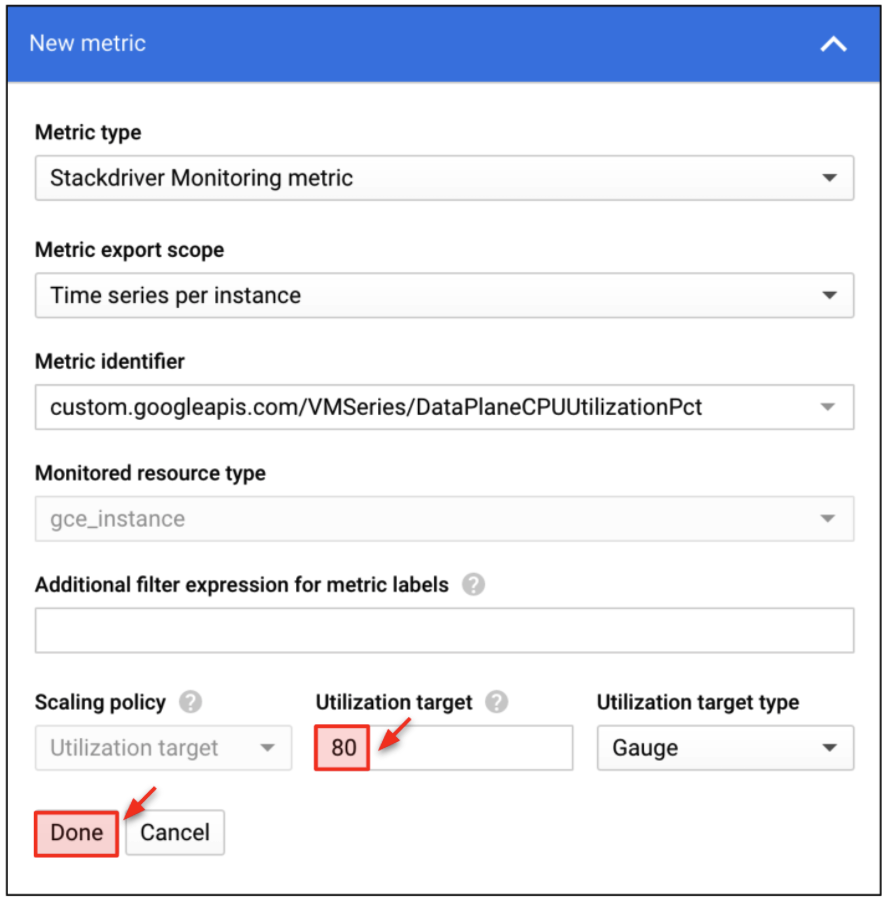 New metric
Metric type
Stackdriver Monitoring metric
Metric export scope
Time series per instance
Metric identifier
custom.googleapis.com/VMSeries/DataPlaneCPUUtilizationPct
Monitored resource type
gce_instance
Additional filter expression for metric labels ?
Scaling policy ? Utilization target ? Utilization target type
Utilization target 80 Gauge
Done Cancel